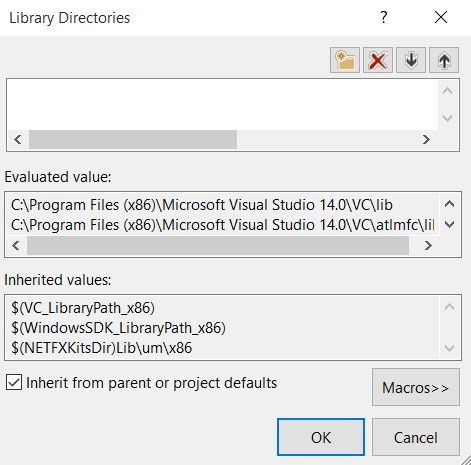 Library Directories
Evaluated value:
C:\Program Files (x86)\Microsoft Visual Studio 14.0\VC\lib
C:\Program Files (x86)\Microsoft Visual Studio 14.0\VC\atlmfc\li
Inherited values:
$(VC_LibraryPath_x86)
$(WindowsSDK_LibraryPath_x86)
$(NETFXKitsDir)Lib\um\x86
Inherit from parent or project defaults
Macros>>
OK
Cancel